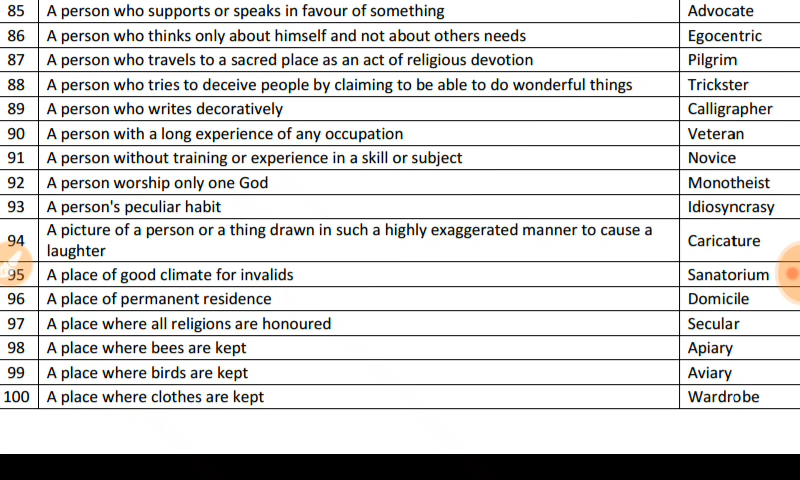 85 A person who supports or speaks in favour of something Advocate
86 A person who thinks only about himself and not about others needs Egocentric
87 A person who travels to a sacred place as an act of religious devotion Pilgrim
88 A person who tries to deceive people by claiming to be able to do wonderful things Trickster
89 A person who writes decoratively Calligrapher
90 A person with a long experience of any occupation Veteran
91 A person without training or experience in a skill or subject Novice
92 A person worship only one God Monotheist
93 A person's peculiar habit Idiosyncrasy
94 A picture of a person or a thing drawn in such a highly exaggerated manner to cause a
laughter Caricature
95 A place of good climate for invalids Sanatorium
96 A place of permanent residence Domicile
97 A place where all religions are honoured Secular
98 A place where bees are kept Apiary
99 A place where birds are kept Aviary
100 A place where clothes are kept Wardrobe